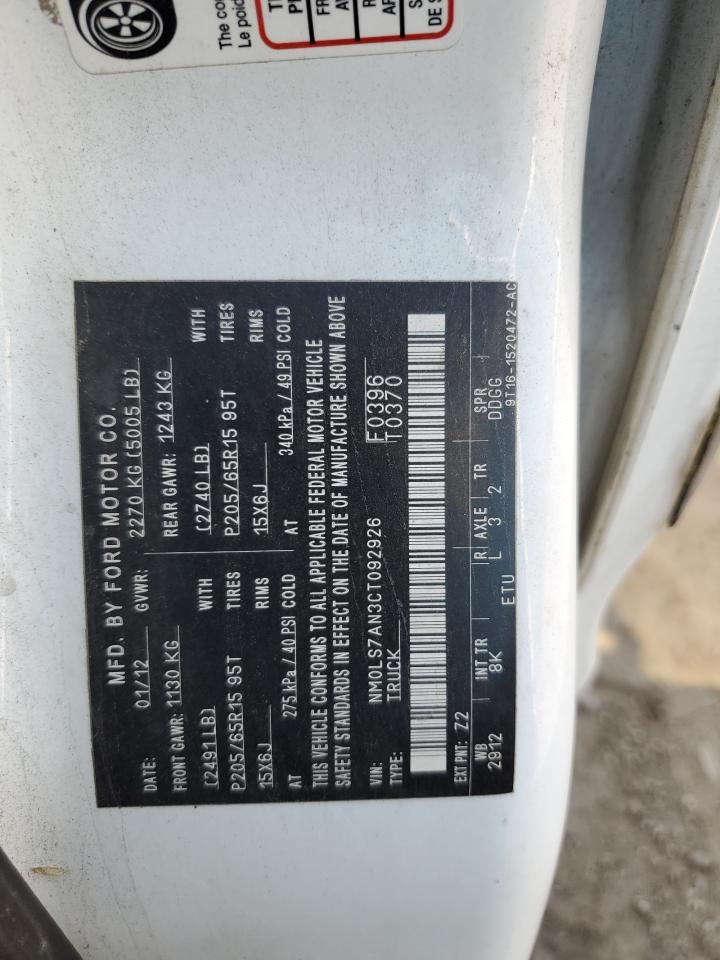 The co
Le poid
MFD. BY FORD MOTOR CO.
DATE: 01/12 GVWR: 2270 KG (5005 LB)
FRONT GAWR: 1130 KG REAR GAWR: 1243 KG
(2491LB) WITH (2740 LB) WITH
P205/65R15 95T TIRES P205/65R15 95T TIRES
15X6J RIMS 15X6J RIMS
AT 275 kPa / 40 PSI COLD AT 340 kPa / 49 PSI COLD
THIS VEHICLE CONFORMS TO ALL APPLICABLE FEDERAL MOTOR VEHICLE
SAFETY STANDARDS IN EFFECT ON THE DATE OF MANUFACTURE SHOWN ABOVE
VIN: NM0LS7AN3CT092926 F0396
TYPE: TRUCK T0370
EXT PNT: Z2 ETU
WB INT TR R AXLE TR SPR
2912 8K L 3 2 DDGG
9T16-1520472-AC